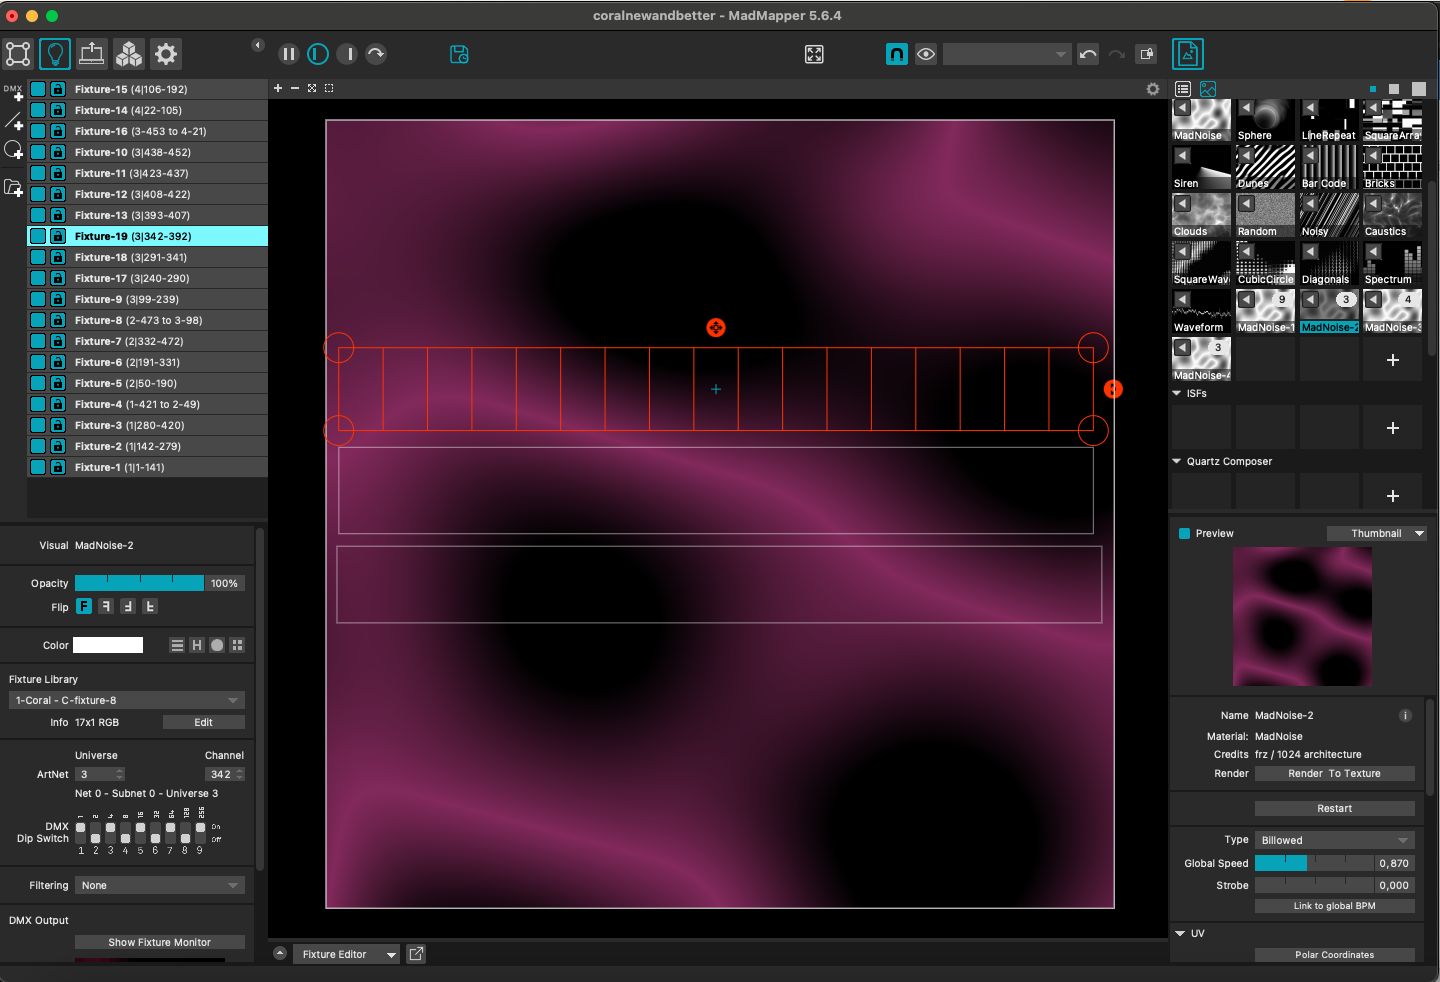 coralnewandbetter - MadMapper 5.6.4
DMX
Fixture-15 (4|106-192)
Fixture-14 (4|22-105)
Fixture-16 (3-453 to 4-21)
Fixture-10 (3|438-452)
Fixture-11 (3|423-437)
Fixture-12 (3|408-422)
Fixture-13 (3|393-407)
Fixture-19 (3|342-392)
Fixture-18 (3|291-341)
Fixture-17 (3|240-290)
Fixture-9 (3|99-239)
Fixture-8 (2-473 to 3-98)
Fixture-7 (2|332-472)
Fixture-6 (2|191-331)
Fixture-5 (2|50-190)
Fixture-4 (1-421 to 2-49)
Fixture-3 (1|280-420)
Fixture-2 (1|142-279)
Fixture-1 (1|1-141)
Visual MadNoise-2
Opacity 100%
Flip
Color
H
Fixture Library
1-Coral - C-fixture-8
Info 17x1 RGB Edit
Universe Channel
ArtNet 3 342
Net 0 - Subnet 0 - Universe 3
1 2 4 8 16 32 64 128 256
DMX On
Dip Switch Off
1 2 3 4 5 6 7 8 9
Filtering None
DMX Output
Show Fixture Monitor
Fixture Editor
MadNoise Sphere LineRepeat SquareArra
Siren Dunes Bar Code Bricks
Clouds Random Noisy Caustics
SquareWav CubicCircle Diagonals Spectrum
9 3 4
Waveform MadNoise-1 MadNoise-2 MadNoise-3
3
MadNoise-4
ISFs
Quartz Composer
Preview Thumbnail
Name MadNoise-2
Material: MadNoise
Credits frz / 1024 architecture
Render Render To Texture
Restart
Type Billowed
Global Speed 0,870
Strobe 0,000
Link to global BPM
UV
Polar Coordinates